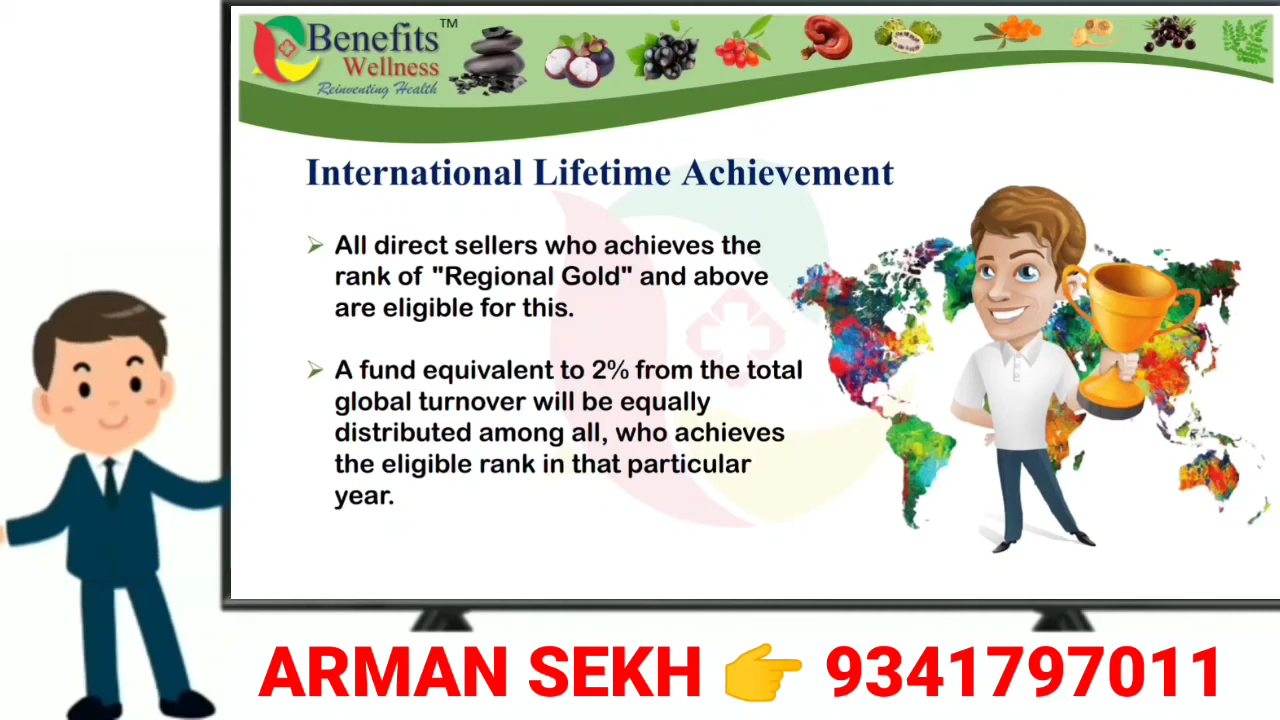 Benefits™
Wellness
Reinventing Health
International Lifetime Achievement
➢ All direct sellers who achieves the
rank of "Regional Gold" and above
are eligible for this.
➢ A fund equivalent to 2% from the total
global turnover will be equally
distributed among all, who achieves
the eligible rank in that particular
year.
ARMAN SEKH 👉 9341797011